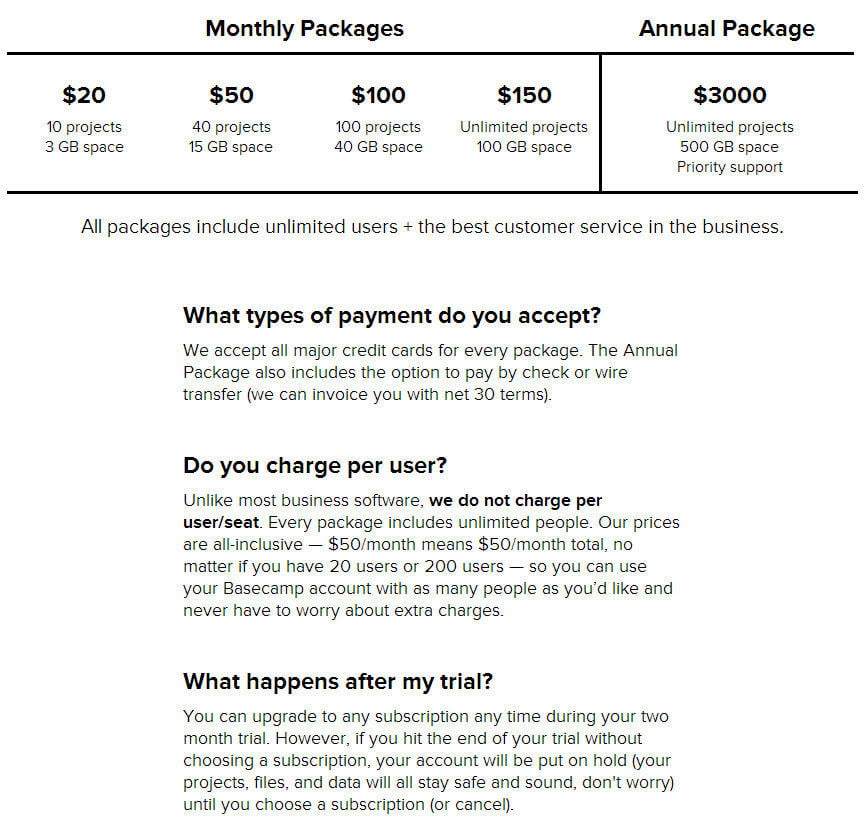 Monthly Packages
Annual Package
$20
10 projects
3 GB space
$50
40 projects
15 GB space
$100
100 projects
40 GB space
$150
Unlimited projects
100 GB space
$3000
Unlimited projects
500 GB space
Priority support
All packages include unlimited users + the best customer service in the business.
What types of payment do you accept?
We accept all major credit cards for every package. The Annual
Package also includes the option to pay by check or wire
transfer (we can invoice you with net 30 terms).
Do you charge per user?
Unlike most business software, we do not charge per
user/seat. Every package includes unlimited people. Our prices
are all-inclusive — $50/month means $50/month total, no
matter if you have 20 users or 200 users — so you can use
your Basecamp account with as many people as you’d like and
never have to worry about extra charges.
What happens after my trial?
You can upgrade to any subscription any time during your two
month trial. However, if you hit the end of your trial without
choosing a subscription, your account will be put on hold (your
projects, files, and data will all stay safe and sound, don't worry)
until you choose a subscription (or cancel).